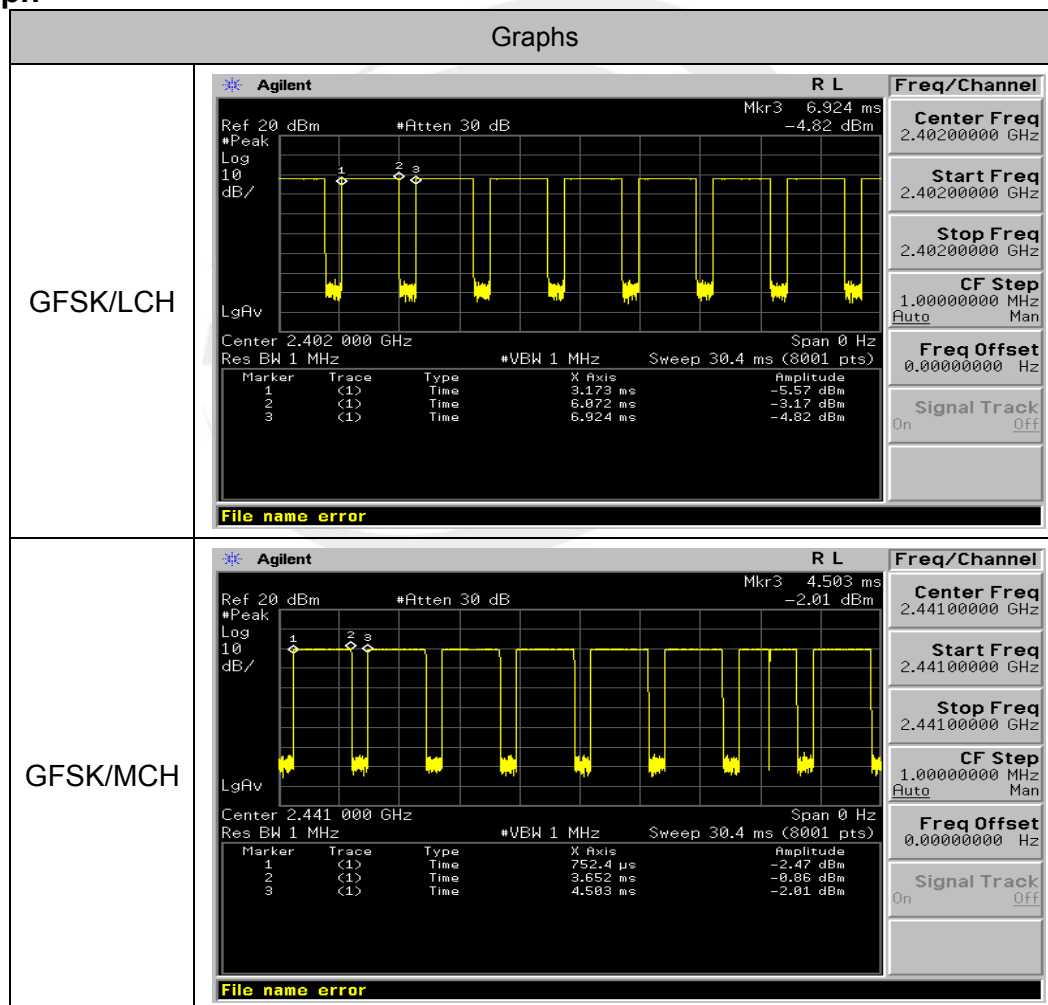 Graphs
GFSK/LCH
Agilent R L
Mkr3 6.924 ms
Ref 20 dBm #Atten 30 dB -4.82 dBm
#Peak
Log
10
dB/
1 2 3
LgAv
Center 2.402 000 GHz Span 0 Hz
Res BW 1 MHz #VBW 1 MHz Sweep 30.4 ms (8001 pts)
Marker Trace Type X Axis Amplitude
1 (1) Time 3.173 ms -5.57 dBm
2 (1) Time 6.072 ms -3.17 dBm
3 (1) Time 6.924 ms -4.82 dBm
File name error
Freq/Channel
Center Freq
2.40200000 GHz
Start Freq
2.40200000 GHz
Stop Freq
2.40200000 GHz
CF Step
1.00000000 MHz
Auto Man
Freq Offset
0.00000000 Hz
Signal Track
On Off
GFSK/MCH
Agilent R L
Mkr3 4.503 ms
Ref 20 dBm #Atten 30 dB -2.01 dBm
#Peak
Log
10
dB/
1 2 3
LgAv
Center 2.441 000 GHz Span 0 Hz
Res BW 1 MHz #VBW 1 MHz Sweep 30.4 ms (8001 pts)
Marker Trace Type X Axis Amplitude
1 (1) Time 752.4 µs -2.47 dBm
2 (1) Time 3.652 ms -0.86 dBm
3 (1) Time 4.503 ms -2.01 dBm
File name error
Freq/Channel
Center Freq
2.44100000 GHz
Start Freq
2.44100000 GHz
Stop Freq
2.44100000 GHz
CF Step
1.00000000 MHz
Auto Man
Freq Offset
0.00000000 Hz
Signal Track
On Off